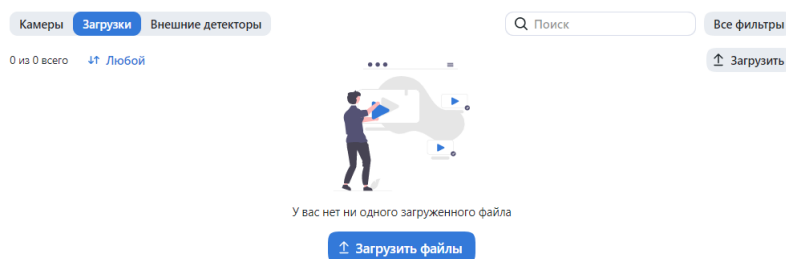 Камеры Загрузки Внешние детекторы Поиск Все фильтры
0 из 0 всего Любой Загрузить
У вас нет ни одного загруженного файла
Загрузить файлы